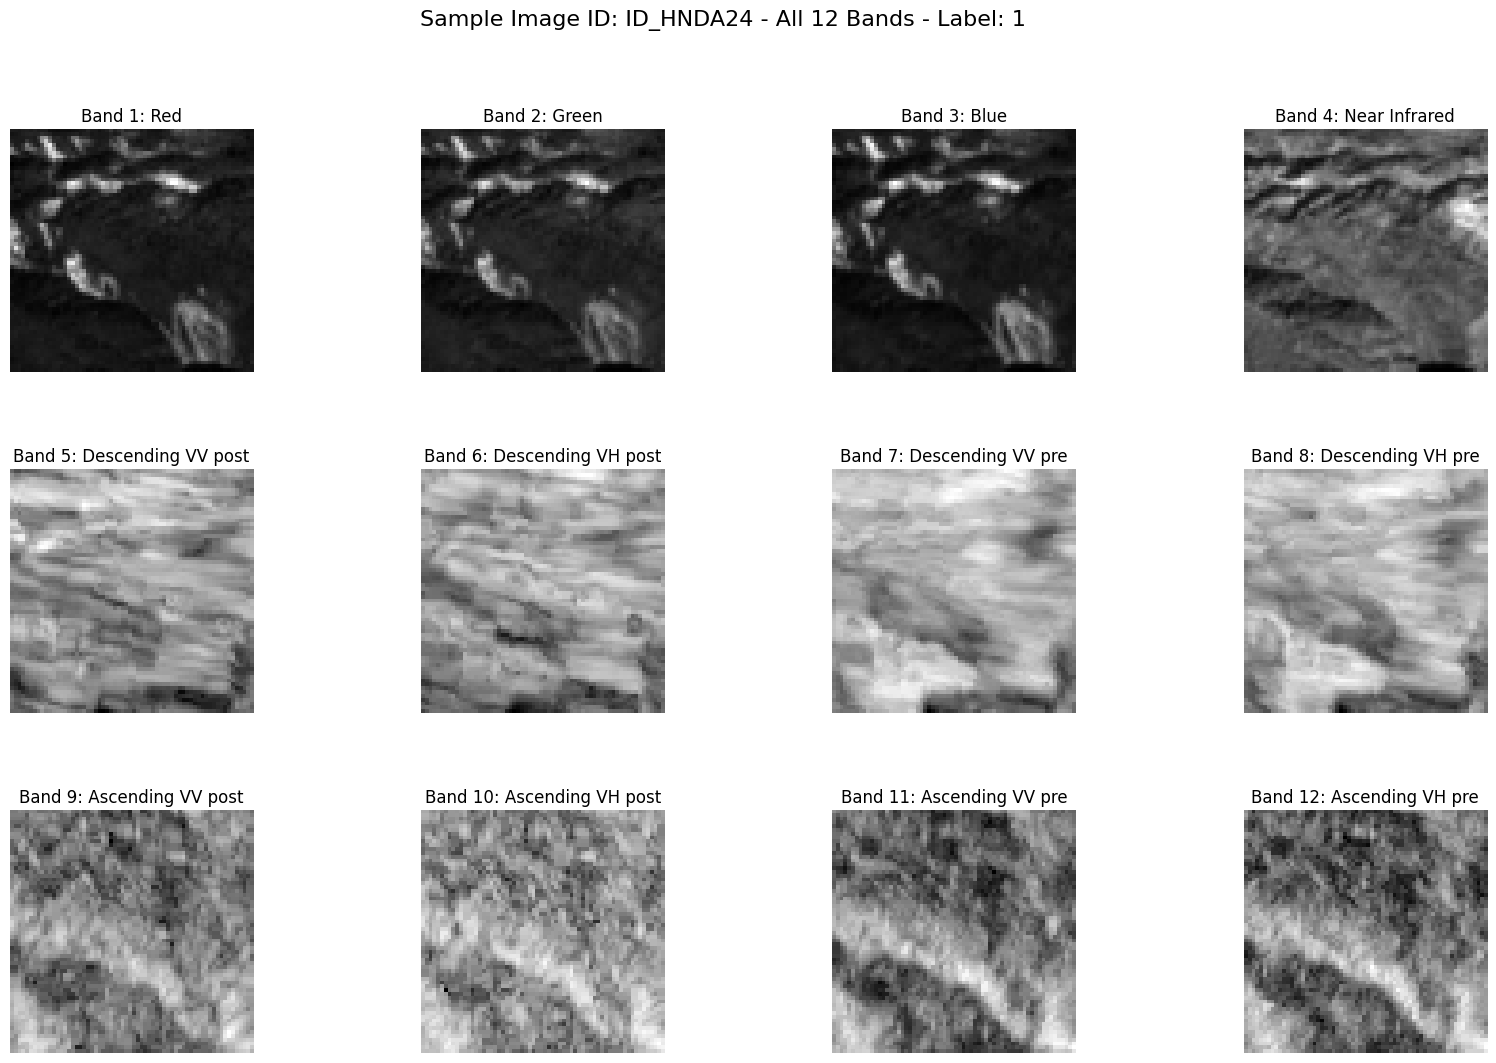 Sample Image ID: ID_HNDA24 - All 12 Bands - Label: 1
Band 1: Red
Band 2: Green
Band 3: Blue
Band 4: Near Infrared
Band 5: Descending VV post
Band 6: Descending VH post
Band 7: Descending VV pre
Band 8: Descending VH pre
Band 9: Ascending VV post
Band 10: Ascending VH post
Band 11: Ascending VV pre
Band 12: Ascending VH pre